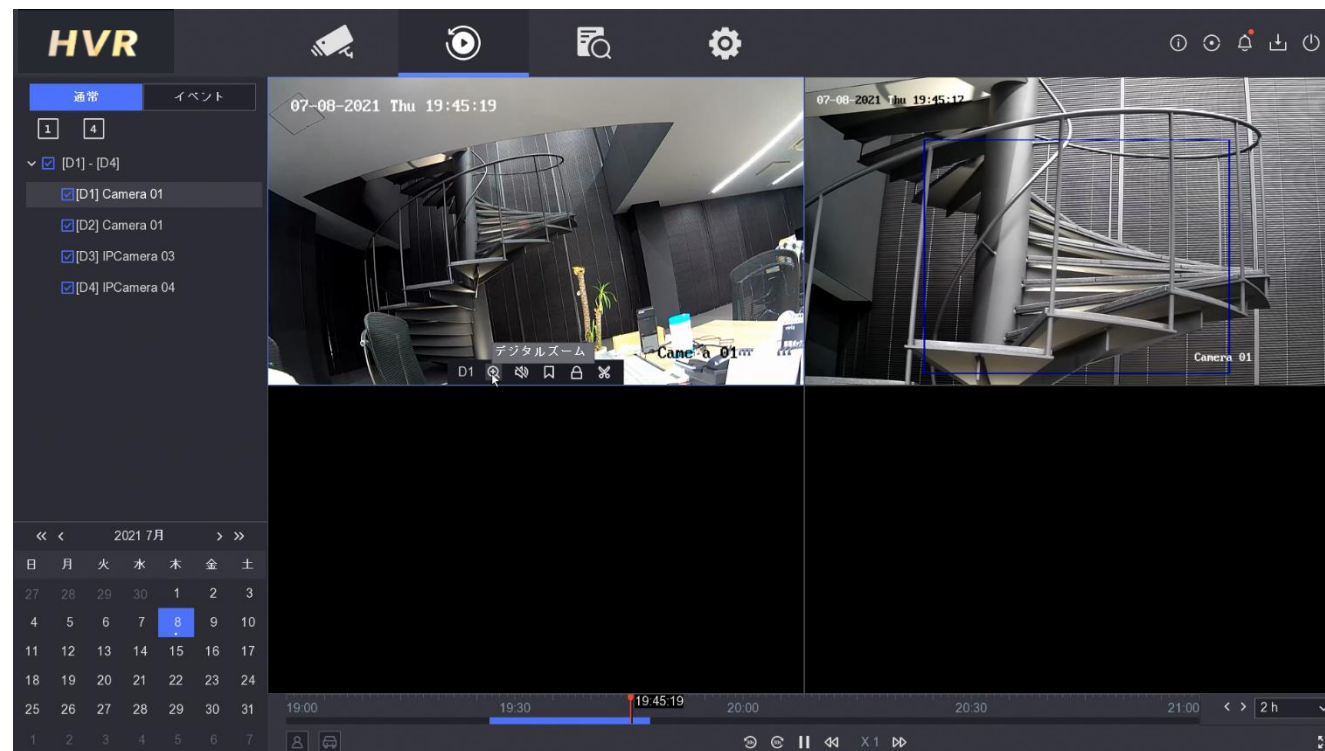 HVR
通常 イベント
1 4
[D1] - [D4]
[D1] Camera 01
[D2] Camera 01
[D3] IPCamera 03
[D4] IPCamera 04
07-08-2021 Thu 19:45:19
デジタルズーム
Camera 01
D1
07-08-2021 Thu 19:45:17
Camera 01
2021 7月
日 月 火 水 木 金 土
27 28 29 30 1 2 3
4 5 6 7 8 9 10
11 12 13 14 15 16 17
18 19 20 21 22 23 24
25 26 27 28 29 30 31
1 2 3 4 5 6 7
19:00 19:30 19:45:19 20:00 20:30 21:00 2 h
X 1